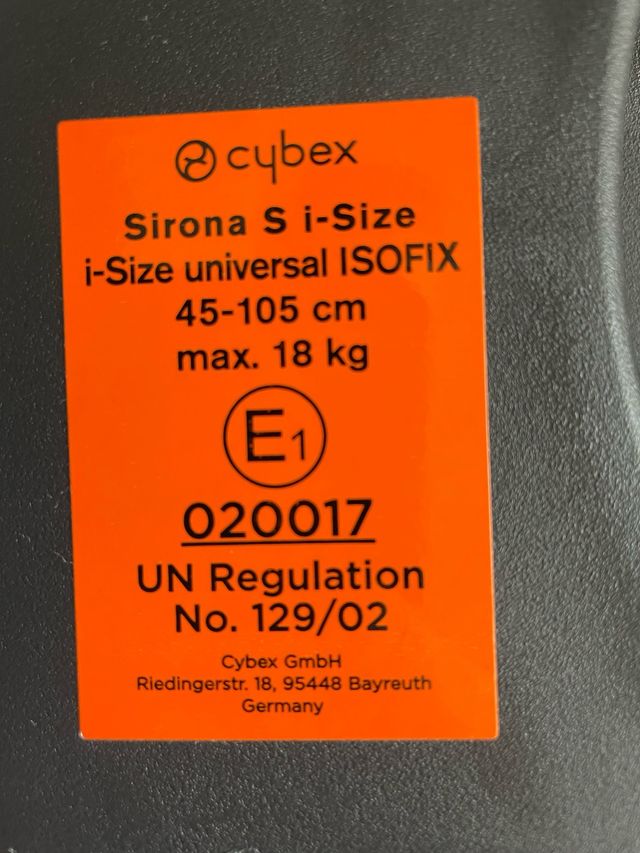 cybex
Sirona S i-Size
i-Size universal ISOFIX
45-105 cm
max. 18 kg
E1
020017
UN Regulation
No. 129/02
Cybex GmbH
Riedingerstr. 18, 95448 Bayreuth
Germany